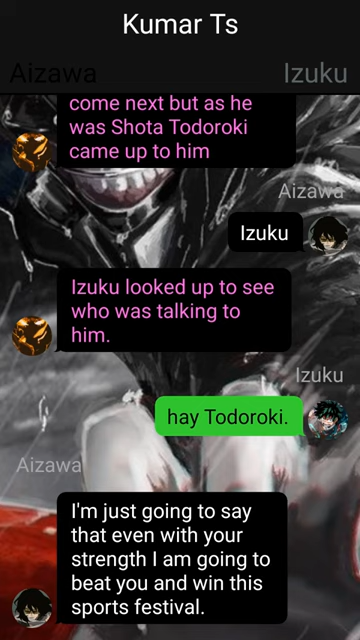 Kumar Ts
Aizawa
Izuku
come next but as he
was Shota Todoroki
came up to him
Aizawa
Izuku
Izuku looked up to see
who was talking to
him.
Izuku
hay Todoroki.
Aizawa
I'm just going to say
that even with your
strength I am going to
beat you and win this
sports festival.